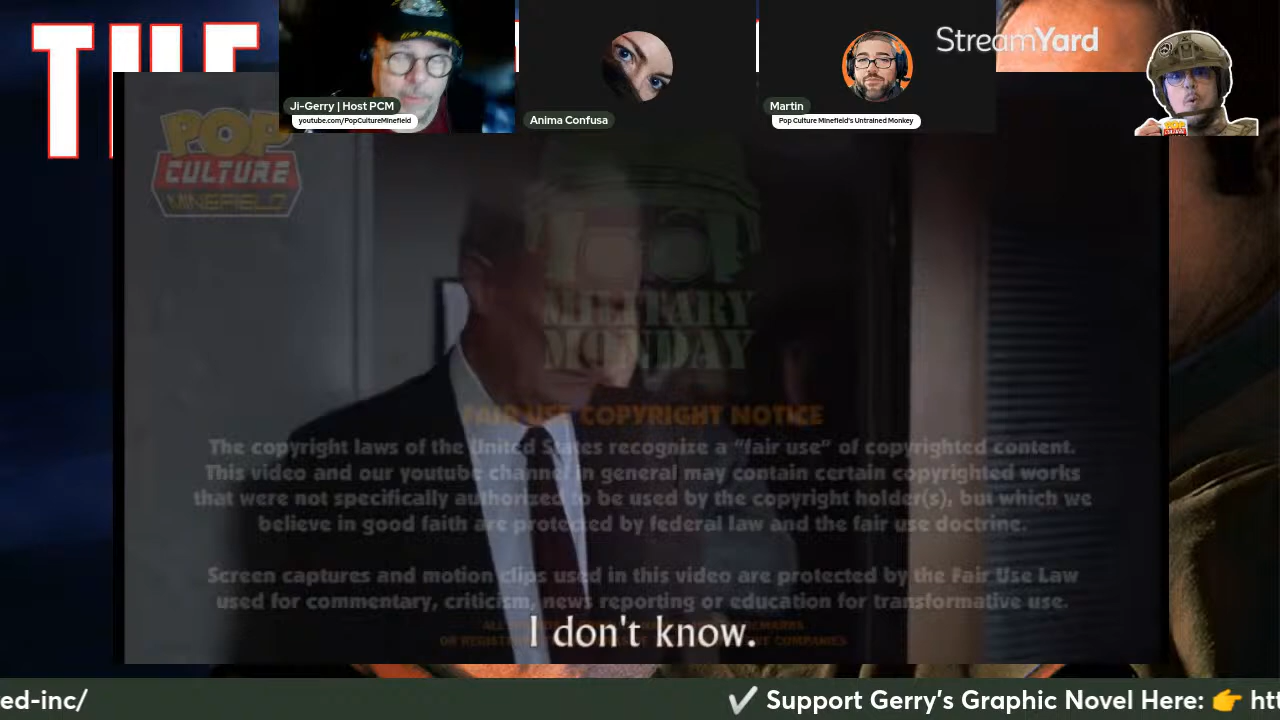 StreamYard
Ji-Gerry | Host PCM
youtube.com/PopCultureMinefield
Anima Confusa
Martin
Pop Culture Minefield's Untrained Monkey
POP
CULTURE
MINEFIELD
MILITARY
MONDAY
FAIR USE COPYRIGHT NOTICE
The copyright laws of the United States recognize a “fair use” of copyrighted content.
This video and our youtube channel in general may contain certain copyrighted works
that were not specifically authorized to be used by the copyright holder(s), but which we
believe in good faith are protected by federal law and the fair use doctrine.
Screen captures and motion clips used in this video are protected by the Fair Use Law
used for commentary, criticism, news reporting or education for transformative use.
I don't know.
ed-inc/
✔ Support Gerry's Graphic Novel Here: 👉 htt